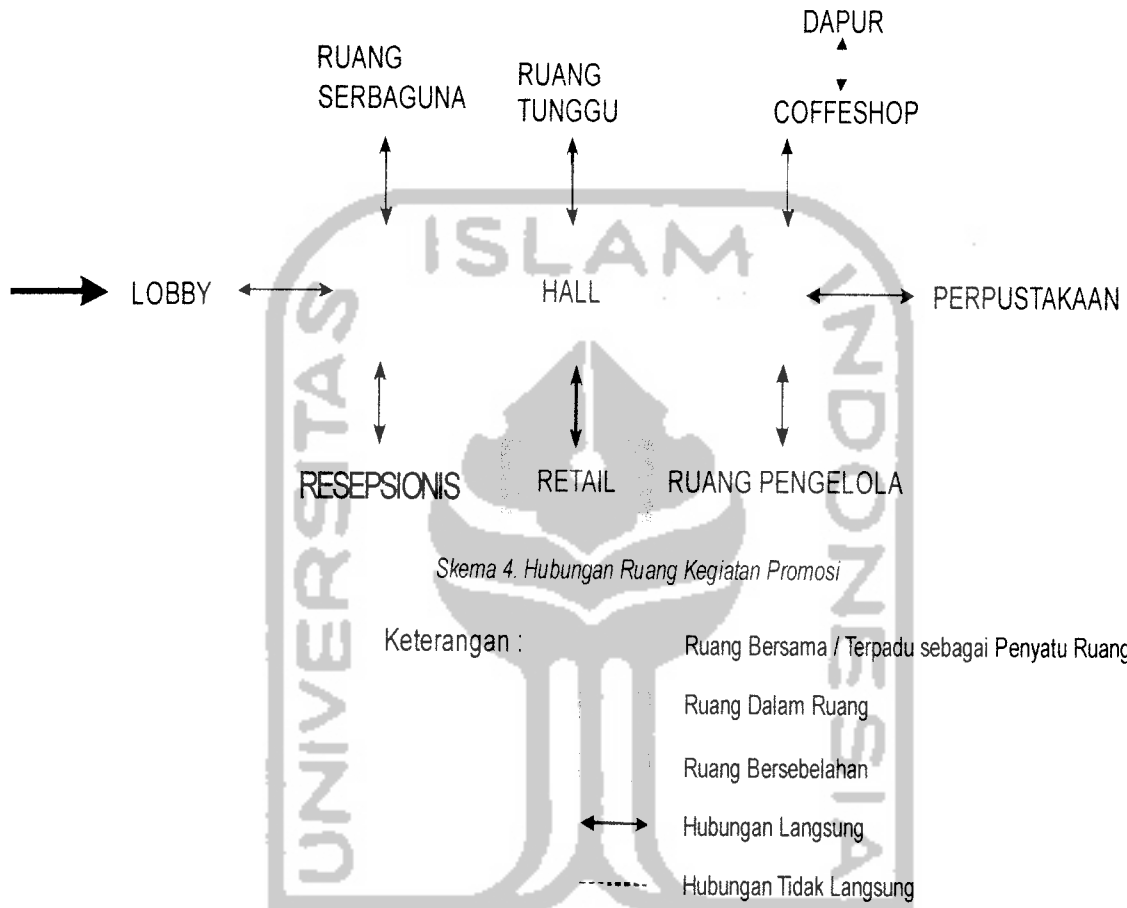 DAPUR
RUANG
SERBAGUNA
RUANG
TUNGGU
COFFESHOP
ISLAM
LOBBY
HALL
PERPUSTAKAAN
UNIVERSITAS
INDONESIA
RESEPSIONIS
RETAIL
RUANG PENGELOLA
Skema 4. Hubungan Ruang Kegiatan Promosi
Keterangan :
Ruang Bersama / Terpadu sebagai Penyatu Ruang
Ruang Dalam Ruang
Ruang Bersebelahan
Hubungan Langsung
Hubungan Tidak Langsung